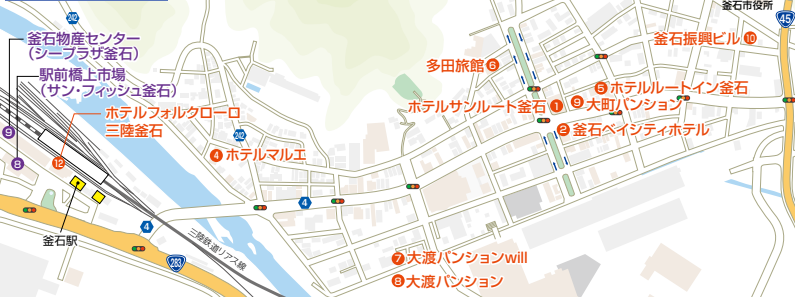 釜石市役所
45
242
釜石物産センター
(シープラザ釜石)
釜石振興ビル 10
多田旅館 6
駅前橋上市場
(サン・フィッシュ釜石)
5 ホテルルートイン釜石
ホテルサンルート釜石 1
9 大町パンション
ホテルフォルクローロ
三陸釜石
2 釜石ベイシティホテル
9
242
4 ホテルマルエ
8
12
4
4
釜石駅
三陸鉄道リアス線
283
7 大渡パンションwill
8 大渡パンション